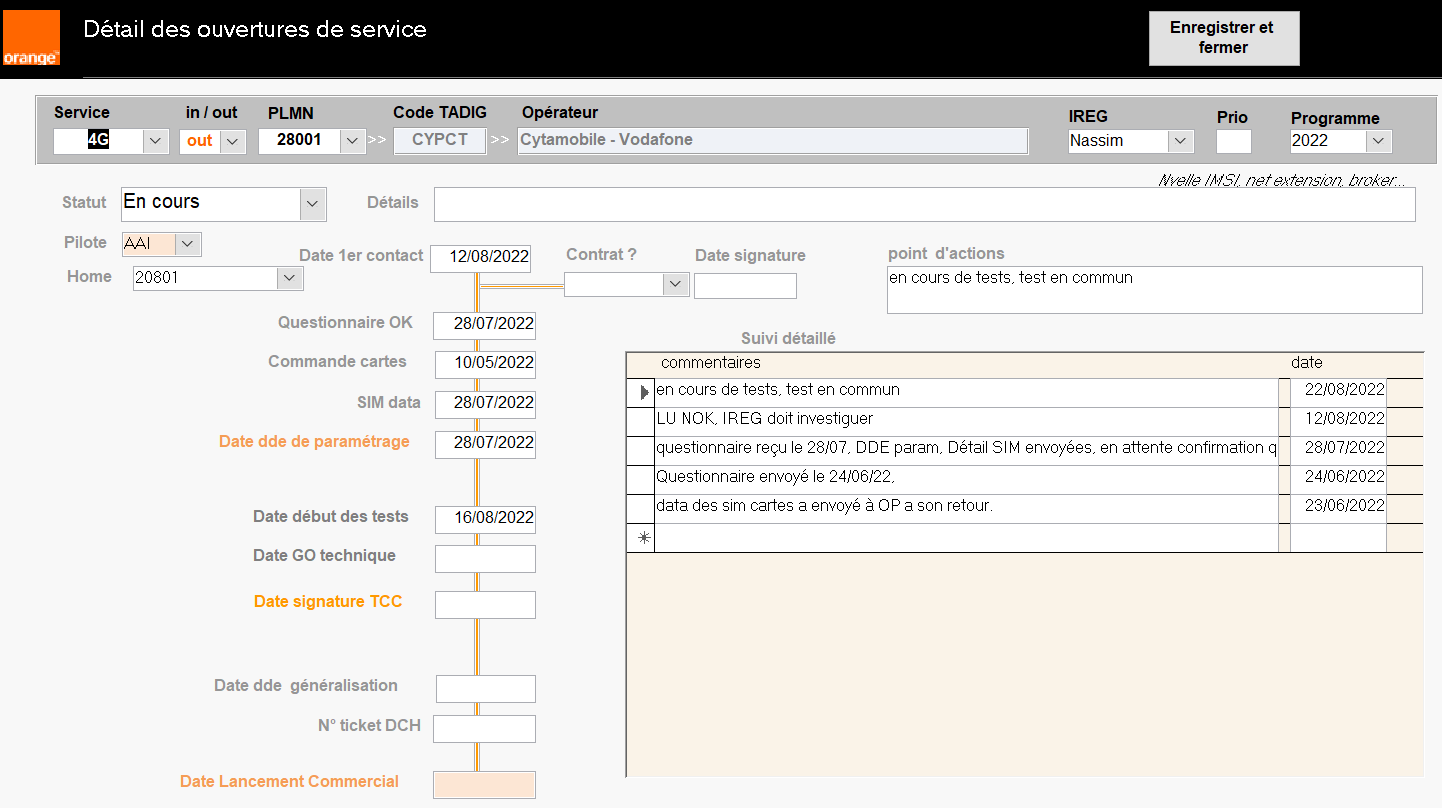 orange™
Détail des ouvertures de service
Enregistrer et
fermer
Service in / out PLMN Code TADIG Opérateur IREG Prio Programme
4G out 28001 >> CYPCT >> Cytamobile - Vodafone Nassim 2022
Nvelle IMSI, net extension, broker...
Statut En cours Détails
Pilote AAI
Date 1er contact 12/08/2022 Contrat ? Date signature point d'actions
Home 20801 en cours de tests, test en commun
Questionnaire OK 28/07/2022
Suivi détaillé
Commande cartes 10/05/2022 commentaires date
SIM data 28/07/2022 en cours de tests, test en commun 22/08/2022
LU NOK, IREG doit investiguer 12/08/2022
Date dde de paramétrage 28/07/2022 questionnaire reçu le 28/07, DDE param, Détail SIM envoyées, en attente confirmation q 28/07/2022
Questionnaire envoyé le 24/06/22, 24/06/2022
Date début des tests 16/08/2022 data des sim cartes a envoyé à OP a son retour. 23/06/2022
Date GO technique
Date signature TCC
Date dde généralisation
N° ticket DCH
Date Lancement Commercial